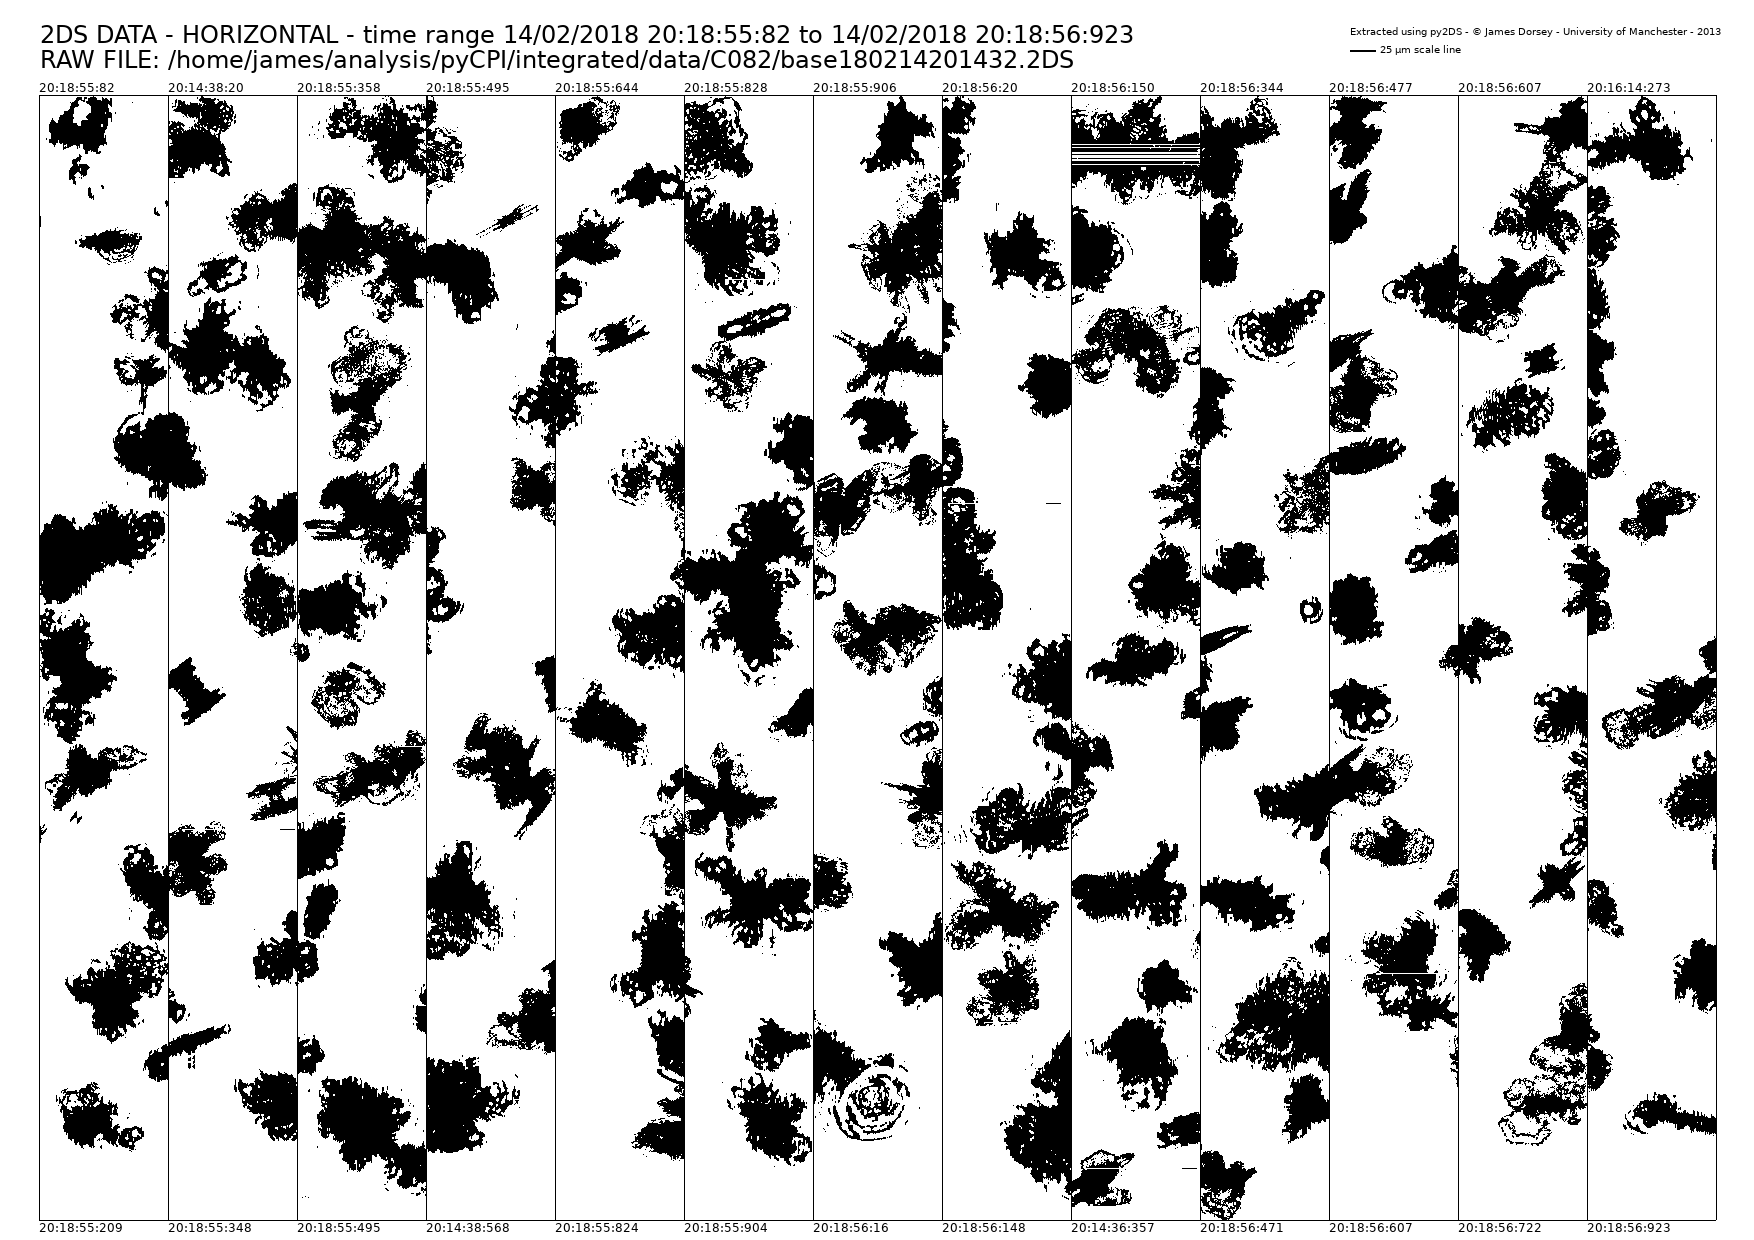 2DS DATA - HORIZONTAL - time range 14/02/2018 20:18:55:82 to 14/02/2018 20:18:56:923
RAW FILE: /home/james/analysis/pyCPI/integrated/data/C082/base180214201432.2DS
Extracted using py2DS - © James Dorsey - University of Manchester - 2013
25 µm scale line
20:18:55:82 20:14:38:20 20:18:55:358 20:18:55:495 20:18:55:644 20:18:55:828 20:18:55:906 20:18:56:20 20:18:56:150 20:18:56:344 20:18:56:477 20:18:56:607 20:16:14:273
20:18:55:209 20:18:55:348 20:18:55:495 20:14:38:568 20:18:55:824 20:18:55:904 20:18:56:16 20:18:56:148 20:14:36:357 20:18:56:471 20:18:56:607 20:18:56:722 20:18:56:923